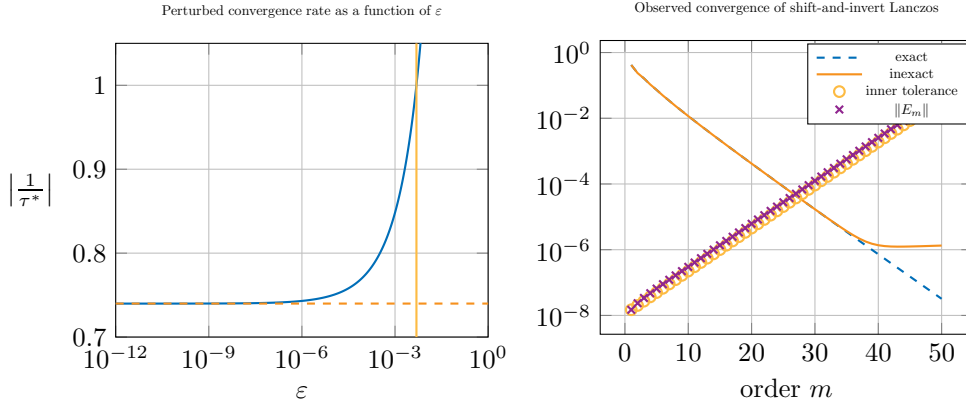 Perturbed convergence rate as a function of ε
1
0.9
0.8
0.7
|1/τ*|
10^-12
10^-9
10^-6
10^-3
10^0
ε
Observed convergence of shift-and-invert Lanczos
10^0
10^-2
10^-4
10^-6
10^-8
exact
inexact
inner tolerance
‖E_m‖
0
10
20
30
40
50
order m